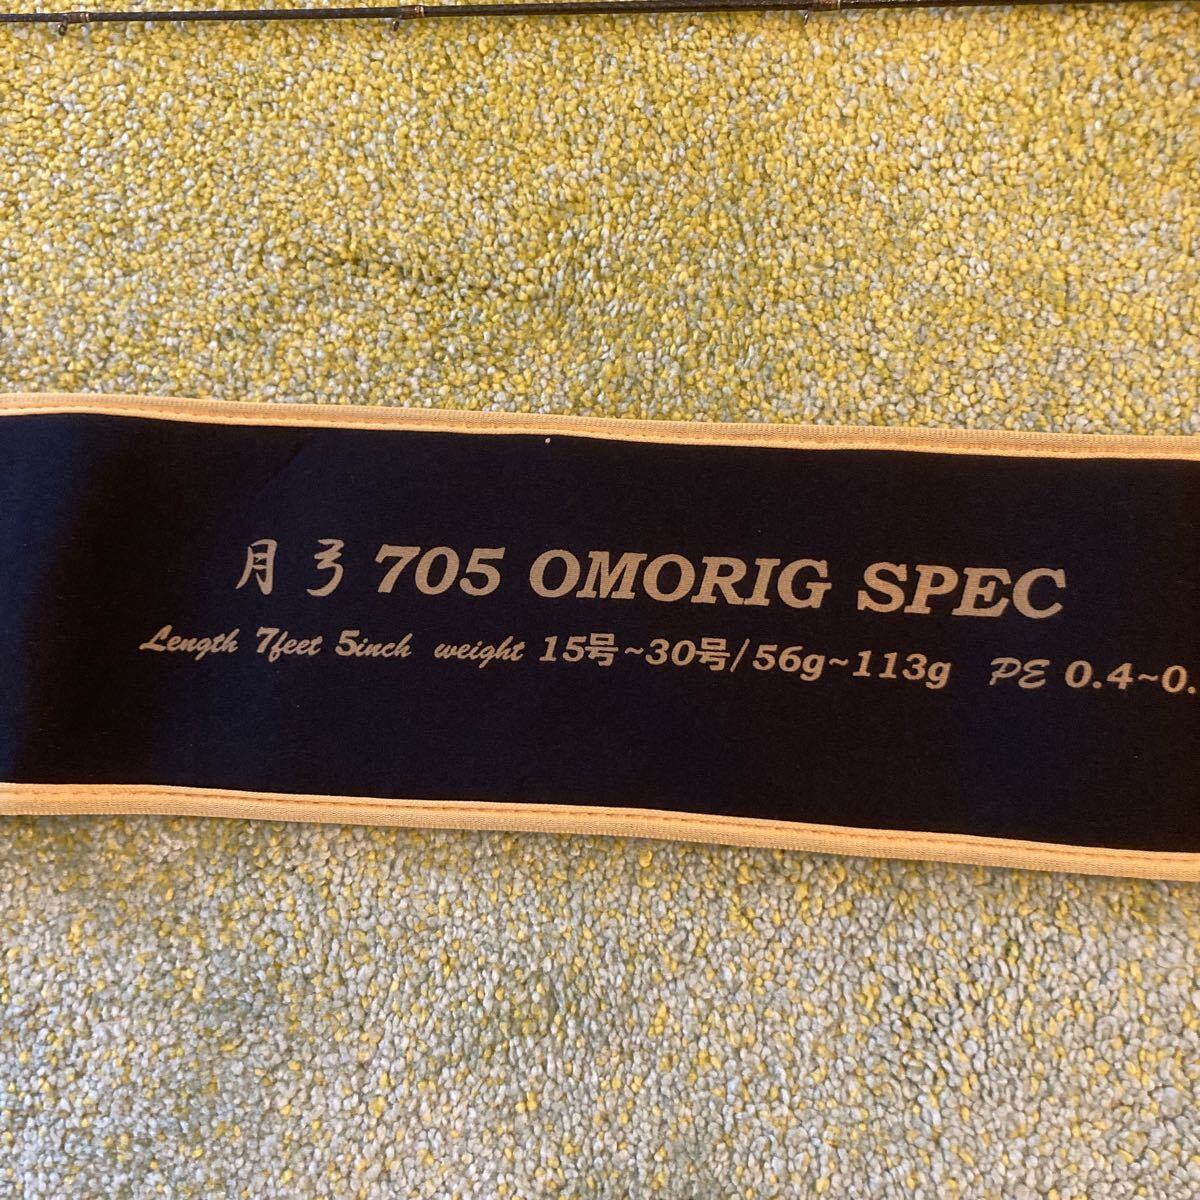 月弓 705 OMORIG SPEC
Length 7feet 5inch weight 15号~30号/56g~113g PE 0.4~0.